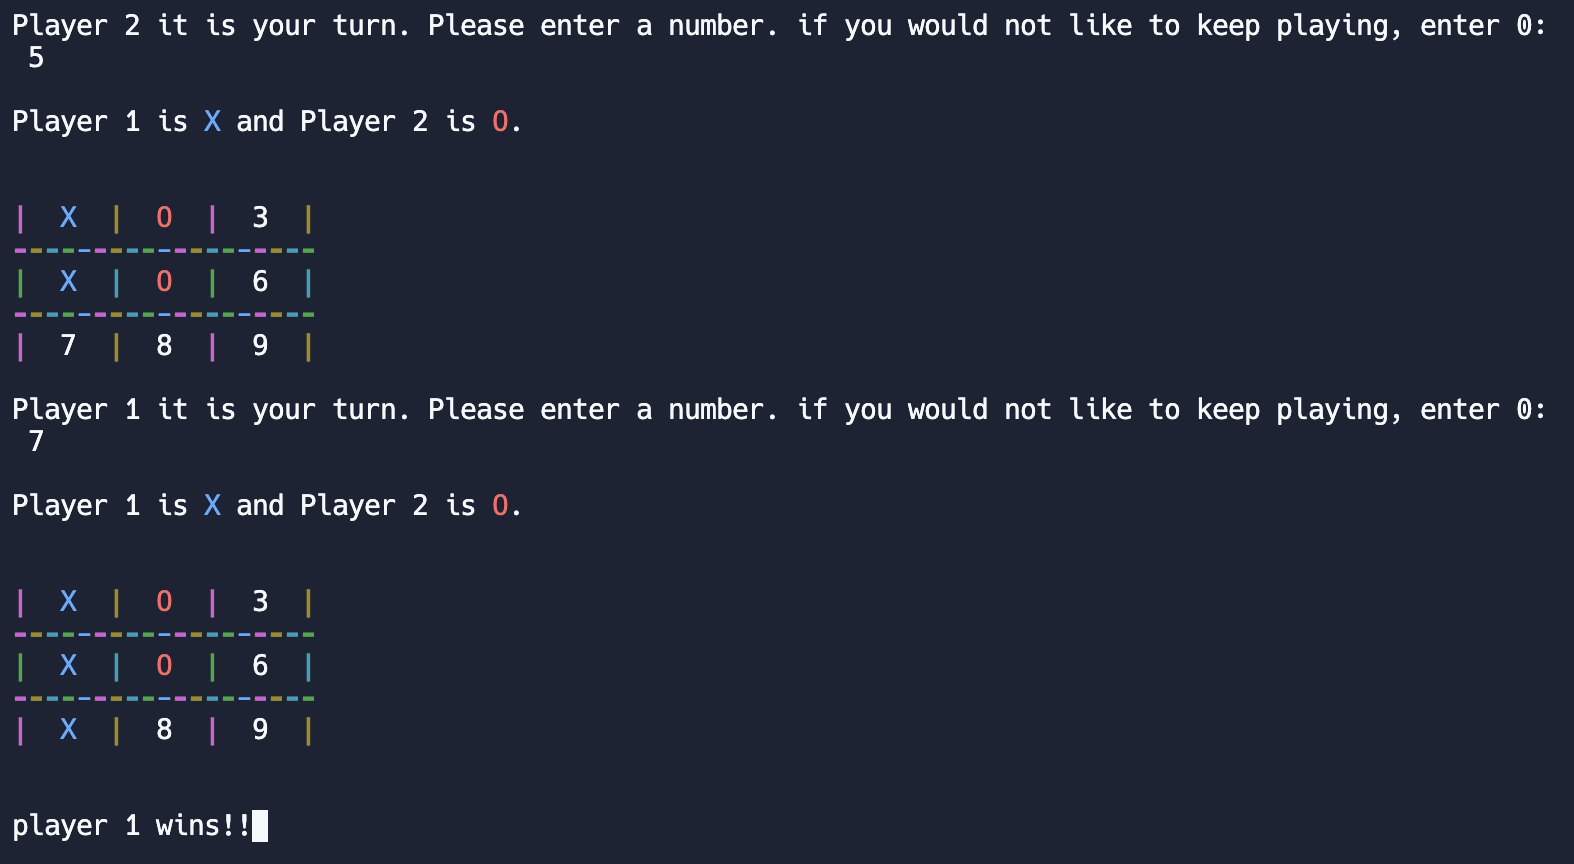 Player 2 it is your turn. Please enter a number. if you would not like to keep playing, enter 0:
5
Player 1 is X and Player 2 is O.
| X | O | 3 |
-------------------
| X | O | 6 |
-------------------
| 7 | 8 | 9 |
Player 1 it is your turn. Please enter a number. if you would not like to keep playing, enter 0:
7
Player 1 is X and Player 2 is O.
| X | O | 3 |
-------------------
| X | O | 6 |
-------------------
| X | 8 | 9 |
player 1 wins!!